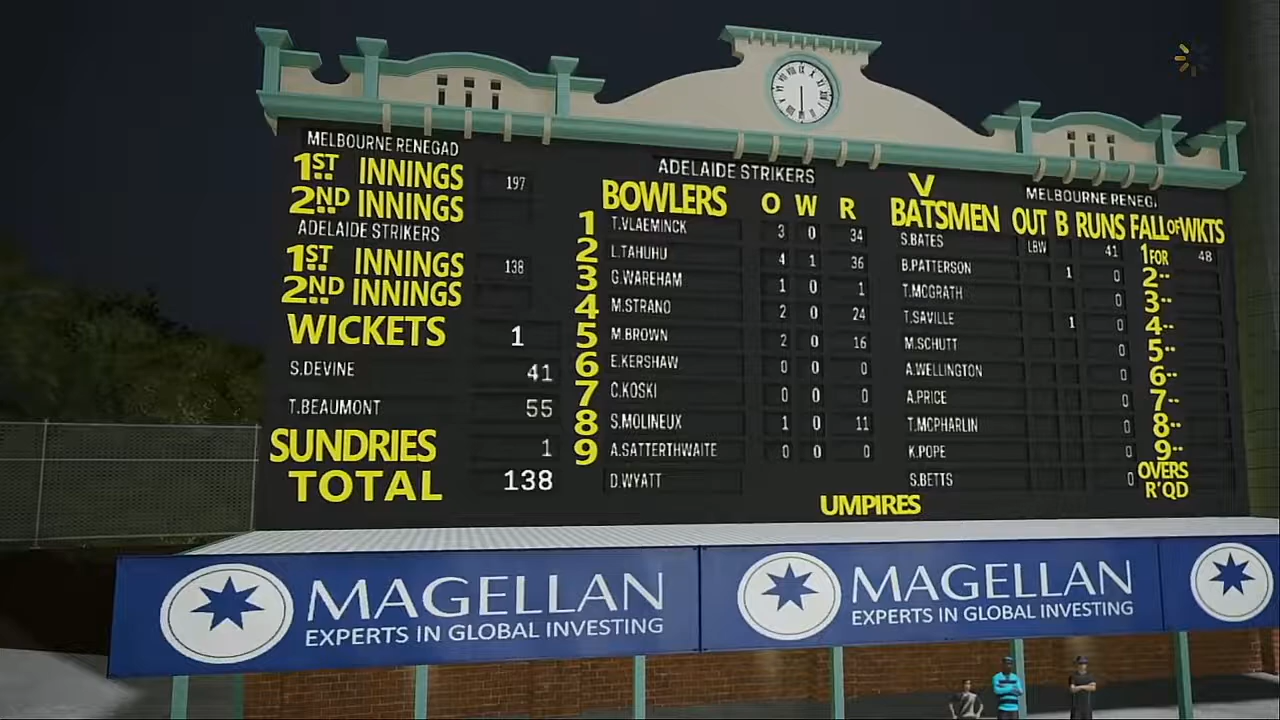 MELBOURNE RENEGAD
1ST INNINGS 197
2ND INNINGS
ADELAIDE STRIKERS
1ST INNINGS 138
2ND INNINGS
WICKETS 1
S.DEVINE 41
T.BEAUMONT 55
SUNDRIES 1
TOTAL 138
ADELAIDE STRIKERS V MELBOURNE RENEG
BOWLERS O W R
1 T.VLAEMINCK 3 0 34
2 L.TAHUHU 4 1 36
3 G.WAREHAM 1 0 1
4 M.STRANO 2 0 24
5 M.BROWN 2 0 16
6 E.KERSHAW 0 0 0
7 C.KOSKI 0 0 0
8 S.MOLINEUX 1 0 11
9 A.SATTERTHWAITE 0 0 0
D.WYATT
BATSMEN OUT B RUNS FALL OF WKTS
S.BATES LBW 41 1 FOR 48
B.PATTERSON 1 0 2"
T.MCGRATH 0 3"
T.SAVILLE 1 0 4"
M.SCHUTT 0 5"
A.WELLINGTON 0 6"
A.PRICE 0 7"
T.MCPHARLIN 0 8"
K.POPE 0 9"
S.BETTS 0 OVERS R'QD
UMPIRES
MAGELLAN
EXPERTS IN GLOBAL INVESTING
MAGELLAN
EXPERTS IN GLOBAL INVESTING